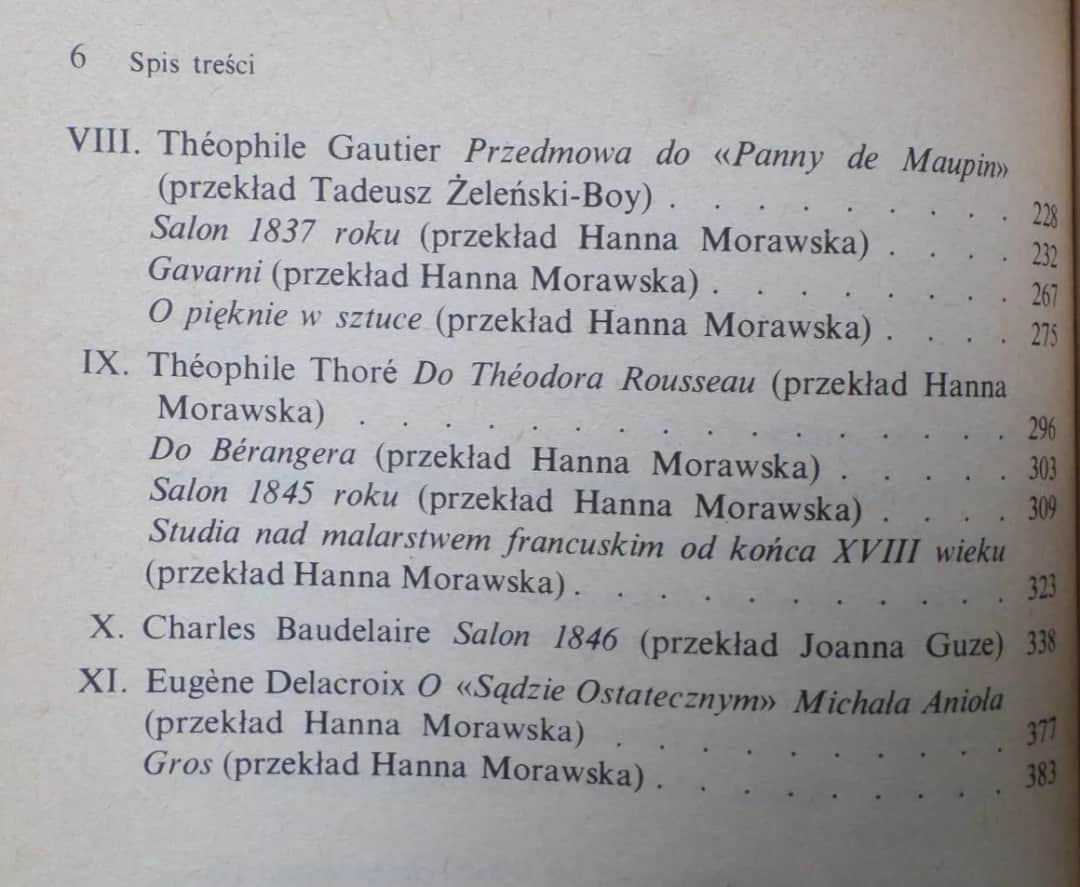 6 Spis treści
VIII. Théophile Gautier Przedmowa do «Panny de Maupin»
(przekład Tadeusz Żeleński-Boy) . . . . . . . . . 228
Salon 1837 roku (przekład Hanna Morawska) . . . . 232
Gavarni (przekład Hanna Morawska) . . . . . . . . 267
O pięknie w sztuce (przekład Hanna Morawska) . . . . 275
IX. Théophile Thoré Do Théodora Rousseau (przekład Hanna
Morawska) . . . . . . . . . . . . . . . . 296
Do Bérangera (przekład Hanna Morawska) . . . . . 303
Salon 1845 roku (przekład Hanna Morawska) . . . . 309
Studia nad malarstwem francuskim od końca XVIII wieku
(przekład Hanna Morawska) . . . . . . . . . . . 323
X. Charles Baudelaire Salon 1846 (przekład Joanna Guze) 338
XI. Eugène Delacroix O «Sądzie Ostatecznym» Michała Anioła
(przekład Hanna Morawska) . . . . . . . . . . 377
Gros (przekład Hanna Morawska) . . . . . . . . . 383